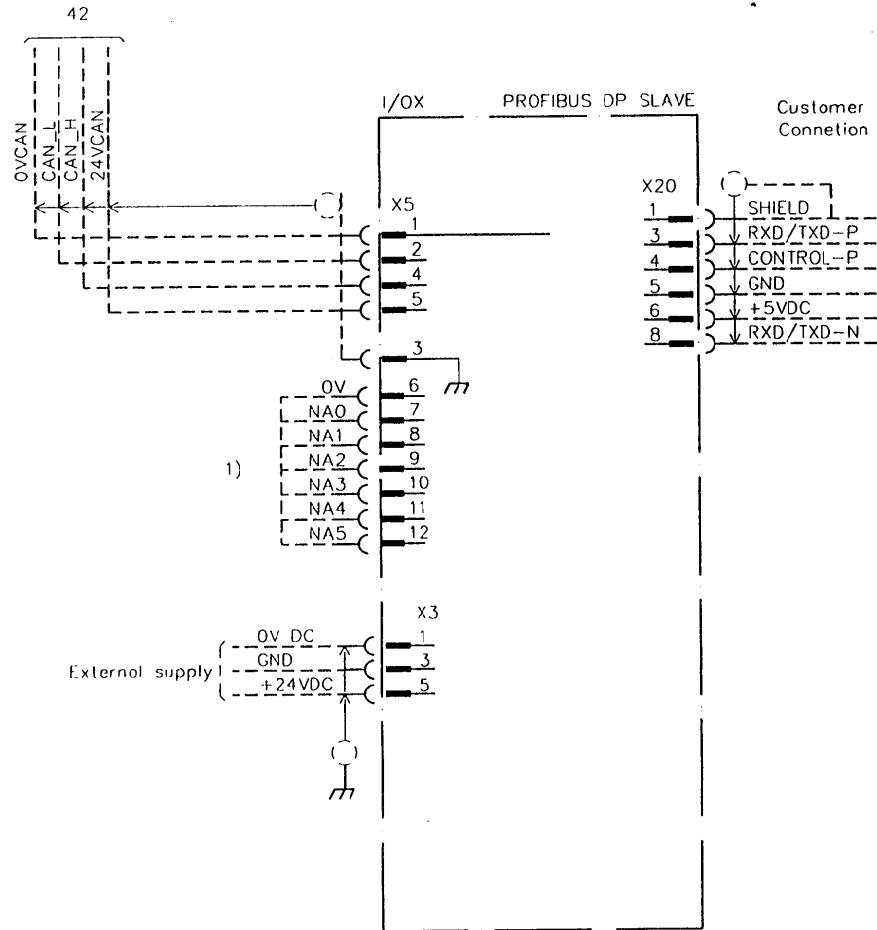 42
0VCAN
CAN_L
CAN_H
24VCAN
I/OX
PROFIBUS DP SLAVE
Customer
Connetion
X5
1
2
4
5
3
0V 6
NA0 7
NA1 8
NA2 9
NA3 10
NA4 11
NA5 12
1)
X20
1 SHIELD
3 RXD/TXD-P
4 CONTROL-P
5 GND
6 +5VDC
8 RXD/TXD-N
X3
0V DC 1
GND 3
+24VDC 5
External supply